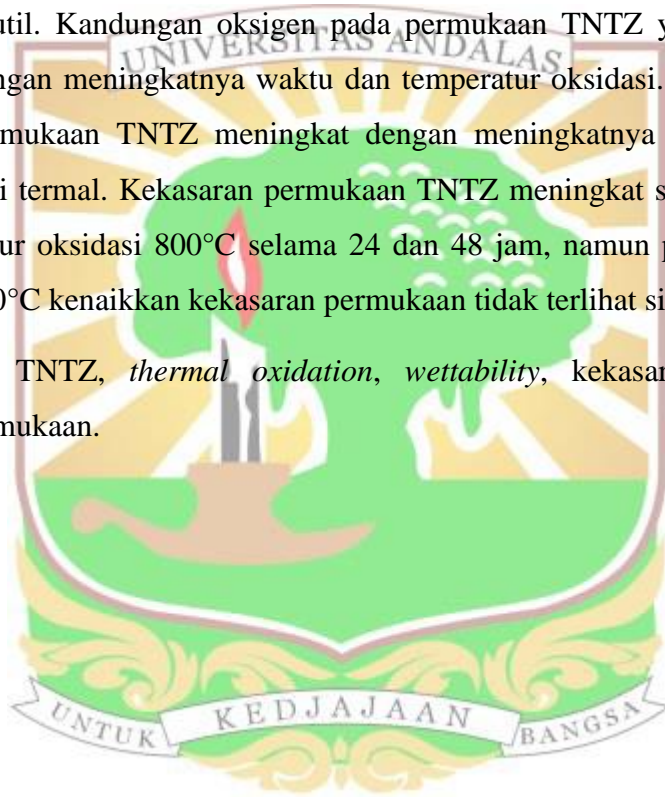 util. Kandungan oksigen pada permukaan TNTZ y
UNIVERSITAS ANDALAS
ngan meningkatnya waktu dan temperatur oksidasi.
mukaan TNTZ meningkat dengan meningkatnya
i termal. Kekasaran permukaan TNTZ meningkat s
ur oksidasi 800°C selama 24 dan 48 jam, namun p
0°C kenaikkan kekasaran permukaan tidak terlihat si
TNTZ, thermal oxidation, wettability, kekasar
mukaan.
UNTUK KEDJAJAAN BANGSA